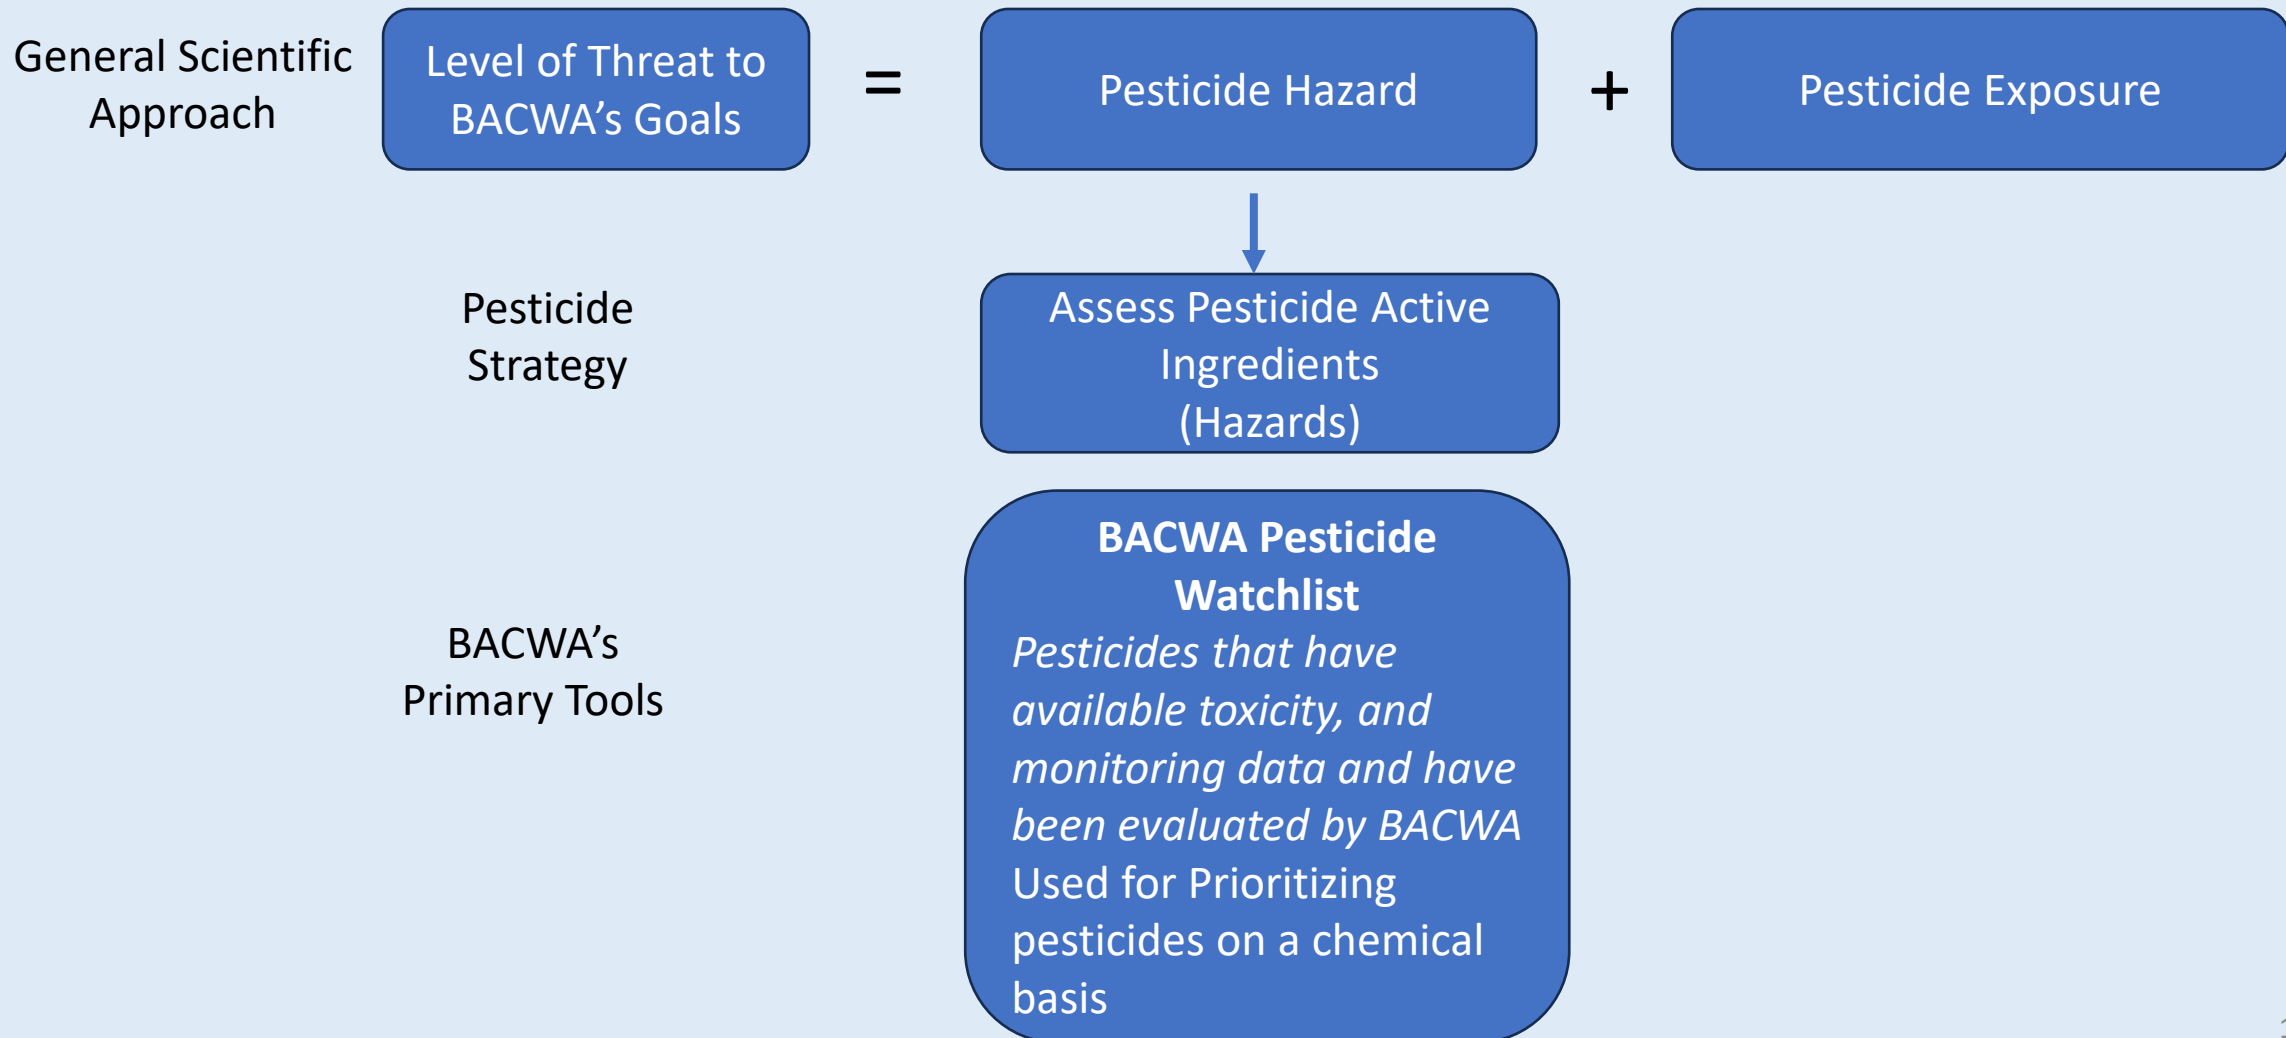 General Scientific
Approach
Level of Threat to
BACWA’s Goals
=
Pesticide Hazard
+
Pesticide Exposure
Pesticide
Strategy
Assess Pesticide Active
Ingredients
(Hazards)
BACWA’s
Primary Tools
BACWA Pesticide
Watchlist
Pesticides that have
available toxicity, and
monitoring data and have
been evaluated by BACWA
Used for Prioritizing
pesticides on a chemical
basis